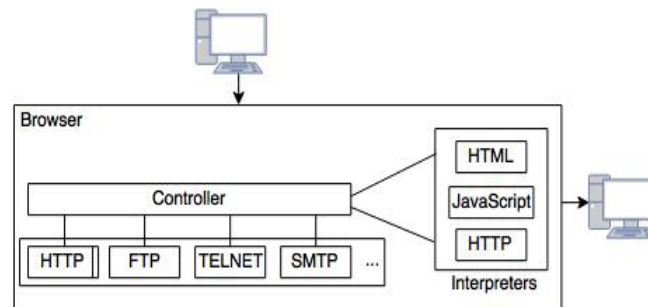 Browser
Controller
HTTP
FTP
TELNET
SMTP
...
HTML
JavaScript
HTTP
Interpreters